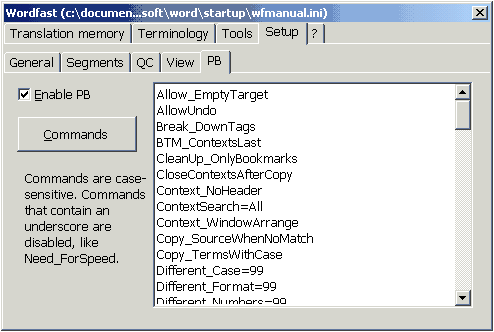 Wordfast (c:\documen...soft\word\startup\wfmanual.ini)
Translation memory Terminology Tools Setup ?
General Segments QC View PB
Enable PB
Commands
Commands are case-
sensitive. Commands
that contain an
underscore are
disabled, like
Need_ForSpeed.
Allow_EmptyTarget
AllowUndo
Break_DownTags
BTM_ContextsLast
CleanUp_OnlyBookmarks
CloseContextsAfterCopy
Context_NoHeader
ContextSearch=All
Context_WindowArrange
Copy_SourceWhenNoMatch
Copy_TermsWithCase
Different_Case=99
Different_Format=99
Different_Numbers=99